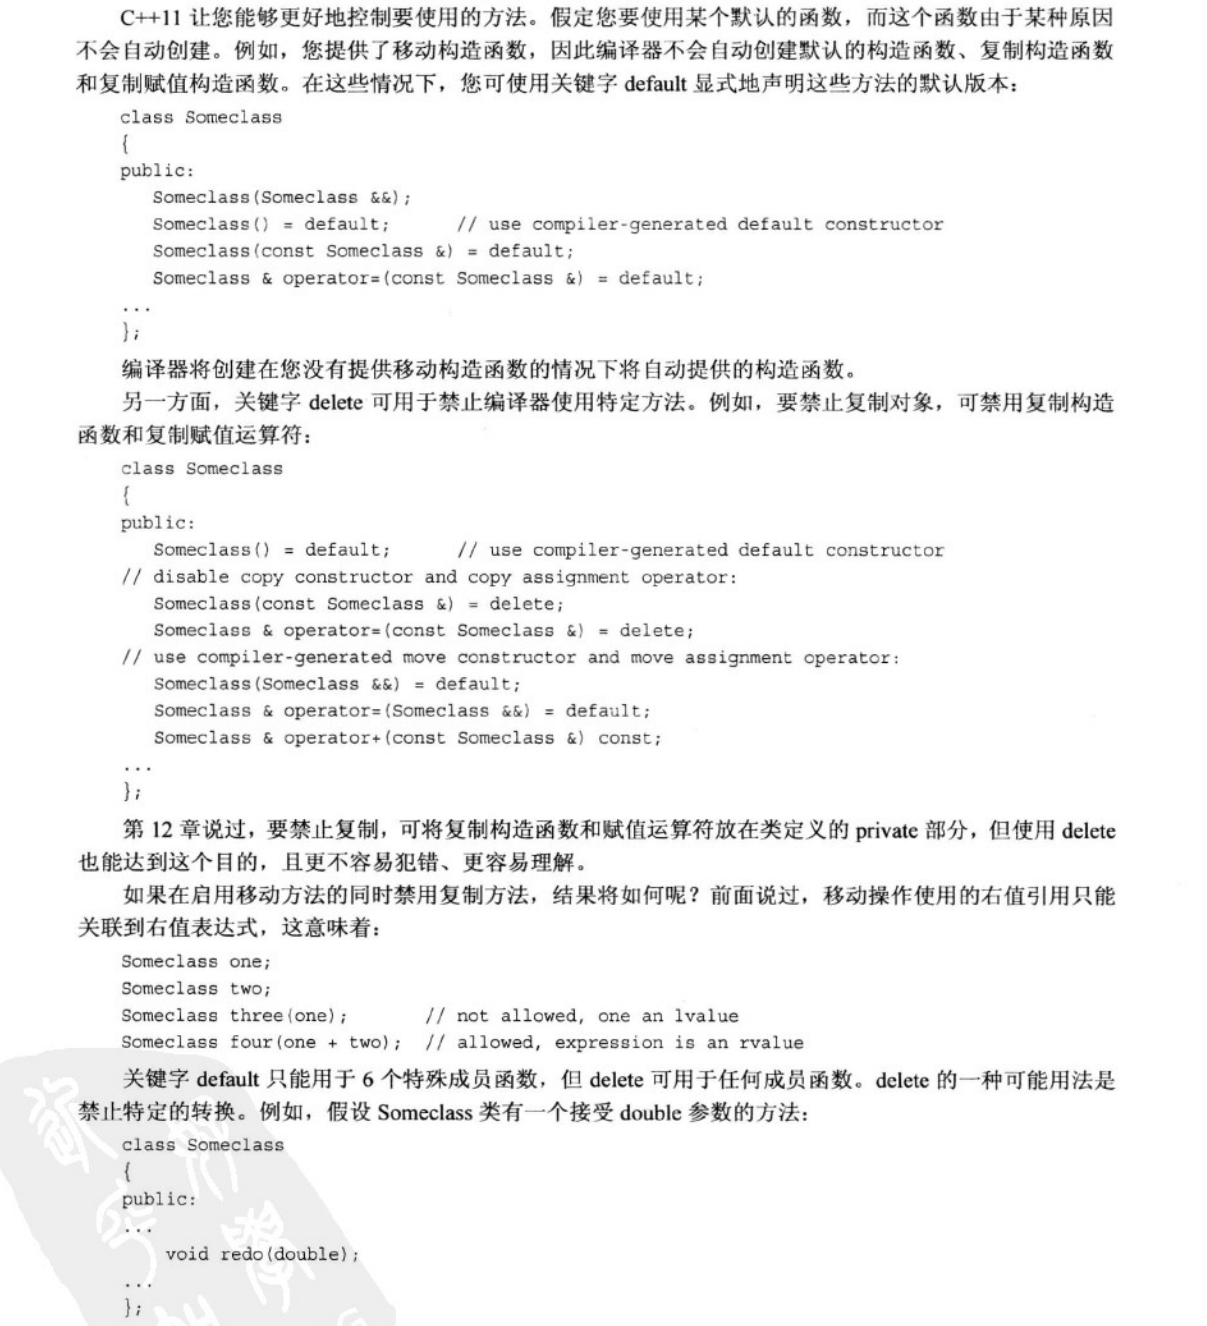 C++11 让您能够更好地控制要使用的方法。假定您要使用某个默认的函数，而这个函数由于某种原因
不会自动创建。例如，您提供了移动构造函数，因此编译器不会自动创建默认的构造函数、复制构造函数
和复制赋值构造函数。在这些情况下，您可使用关键字 default 显式地声明这些方法的默认版本：
class Someclass
{
public:
Someclass(Someclass &&);
Someclass() = default; // use compiler-generated default constructor
Someclass(const Someclass &) = default;
Someclass & operator=(const Someclass &) = default;
...
};
编译器将创建在您没有提供移动构造函数的情况下将自动提供的构造函数。
另一方面，关键字 delete 可用于禁止编译器使用特定方法。例如，要禁止复制对象，可禁用复制构造
函数和复制赋值运算符：
class Someclass
{
public:
Someclass() = default; // use compiler-generated default constructor
// disable copy constructor and copy assignment operator:
Someclass(const Someclass &) = delete;
Someclass & operator=(const Someclass &) = delete;
// use compiler-generated move constructor and move assignment operator:
Someclass(Someclass &&) = default;
Someclass & operator=(Someclass &&) = default;
Someclass & operator+(const Someclass &) const;
...
};
第 12 章说过，要禁止复制，可将复制构造函数和赋值运算符放在类定义的 private 部分，但使用 delete
也能达到这个目的，且更不容易犯错、更容易理解。
如果在启用移动方法的同时禁用复制方法，结果将如何呢？前面说过，移动操作使用的右值引用只能
关联到右值表达式，这意味着：
Someclass one;
Someclass two;
Someclass three(one); // not allowed, one an lvalue
Someclass four(one + two); // allowed, expression is an rvalue
关键字 default 只能用于 6 个特殊成员函数，但 delete 可用于任何成员函数。delete 的一种可能用法是
禁止特定的转换。例如，假设 Someclass 类有一个接受 double 参数的方法：
class Someclass
{
public:
...
void redo(double);
...
};